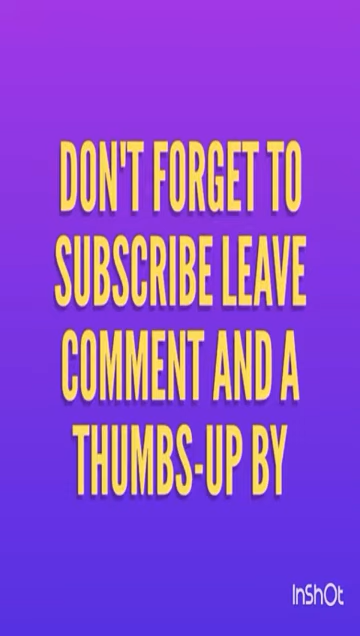 DON'T FORGET TO
SUBSCRIBE LEAVE
COMMENT AND A
THUMBS-UP BY
InShOt